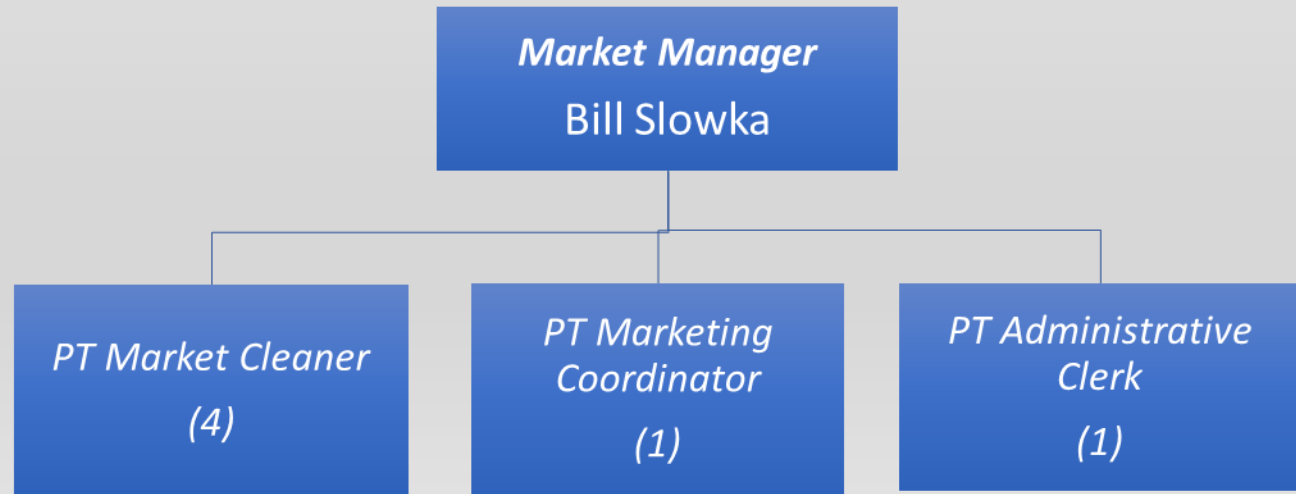 Market Manager
Bill Slowka
PT Market Cleaner
(4)
PT Marketing
Coordinator
(1)
PT Administrative
Clerk
(1)